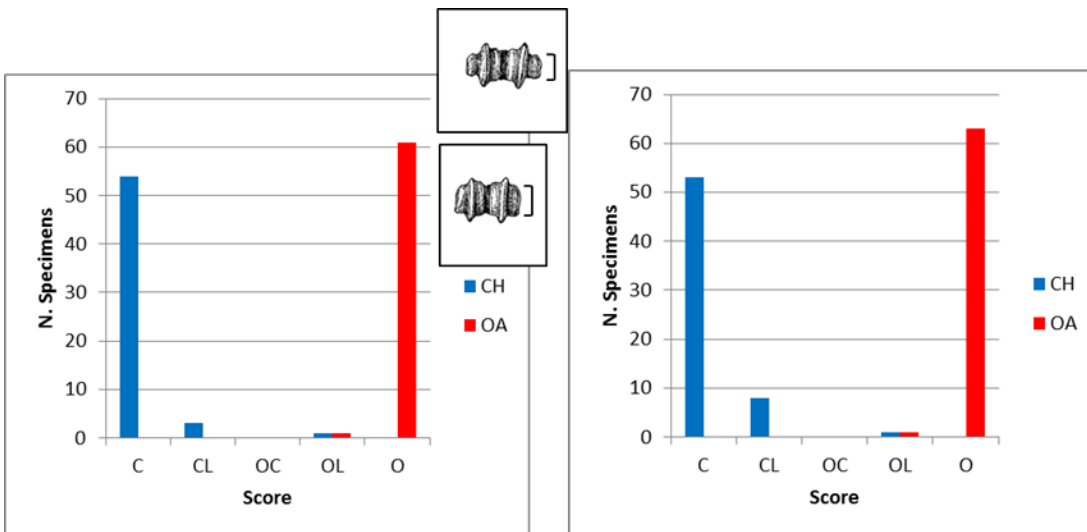 70
60
50
40
30
20
10
0
N. Specimens
C CL OC OL O
Score
CH
OA
70
60
50
40
30
20
10
0
N. Specimens
C CL OC OL O
Score
CH
OA